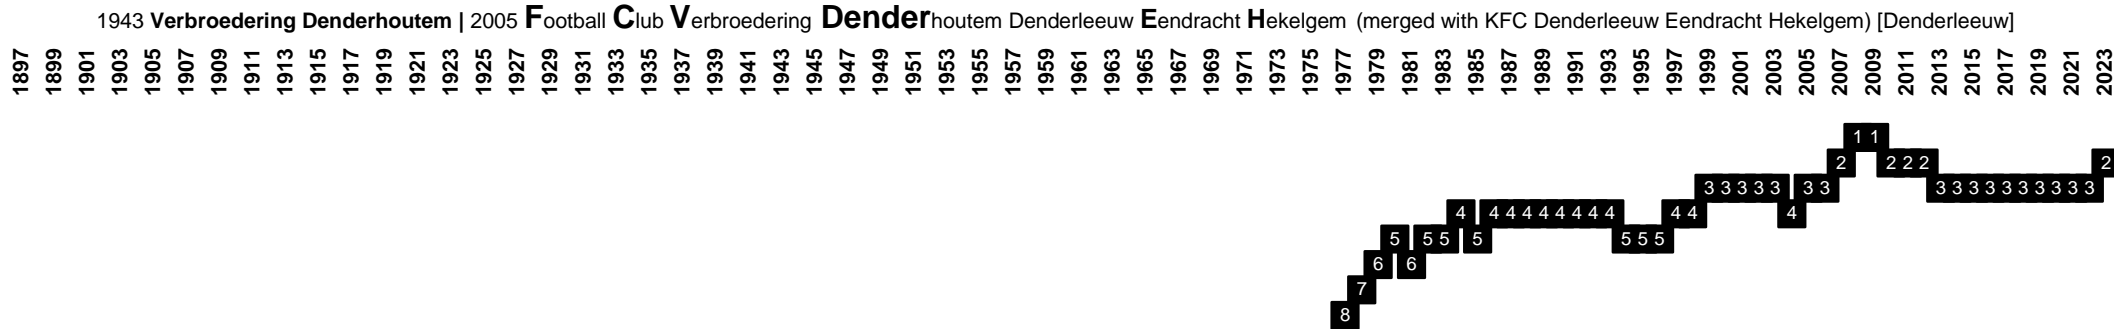 1943 Verbroedering Denderhoutem | 2005 Football Club Verbroedering Denderhoutem Denderleeuw Eendracht Hekelgem (merged with KFC Denderleeuw Eendracht Hekelgem) [Denderleeuw]
1897 1899 1901 1903 1905 1907 1909 1911 1913 1915 1917 1919 1921 1923 1925 1927 1929 1931 1933 1935 1937 1939 1941 1943 1945 1947 1949 1951 1953 1955 1957 1959 1961 1963 1965 1967 1969 1971 1973 1975 1977 1979 1981 1983 1985 1987 1989 1991 1993 1995 1997 1999 2001 2003 2005 2007 2009 2011 2013 2015 2017 2019 2021 2023
1 1
2 2 2 2 2
3 3 3 3 3 3 3 3 3 3 3 3 3 3 3 3 3
4 4 4 4 4 4 4 4 4 4 4 4
5 5 5 5 5 5 5
6 6
7
8